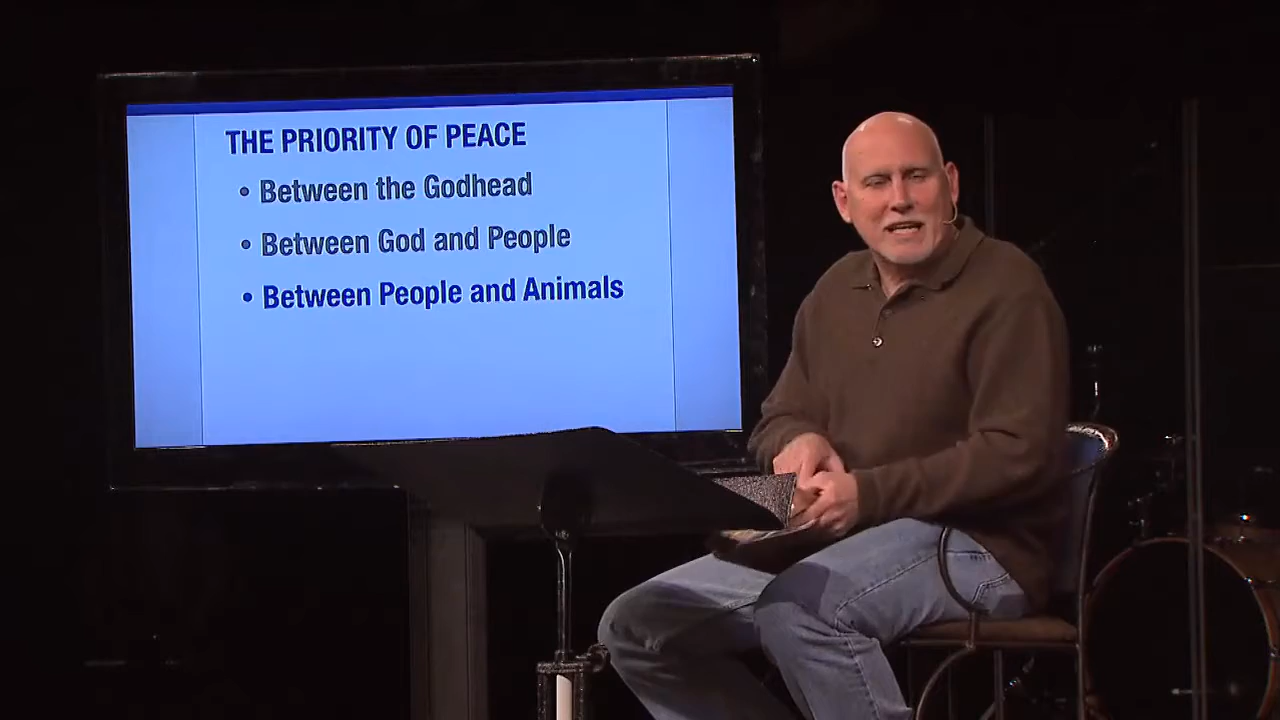 THE PRIORITY OF PEACE
• Between the Godhead
• Between God and People
• Between People and Animals